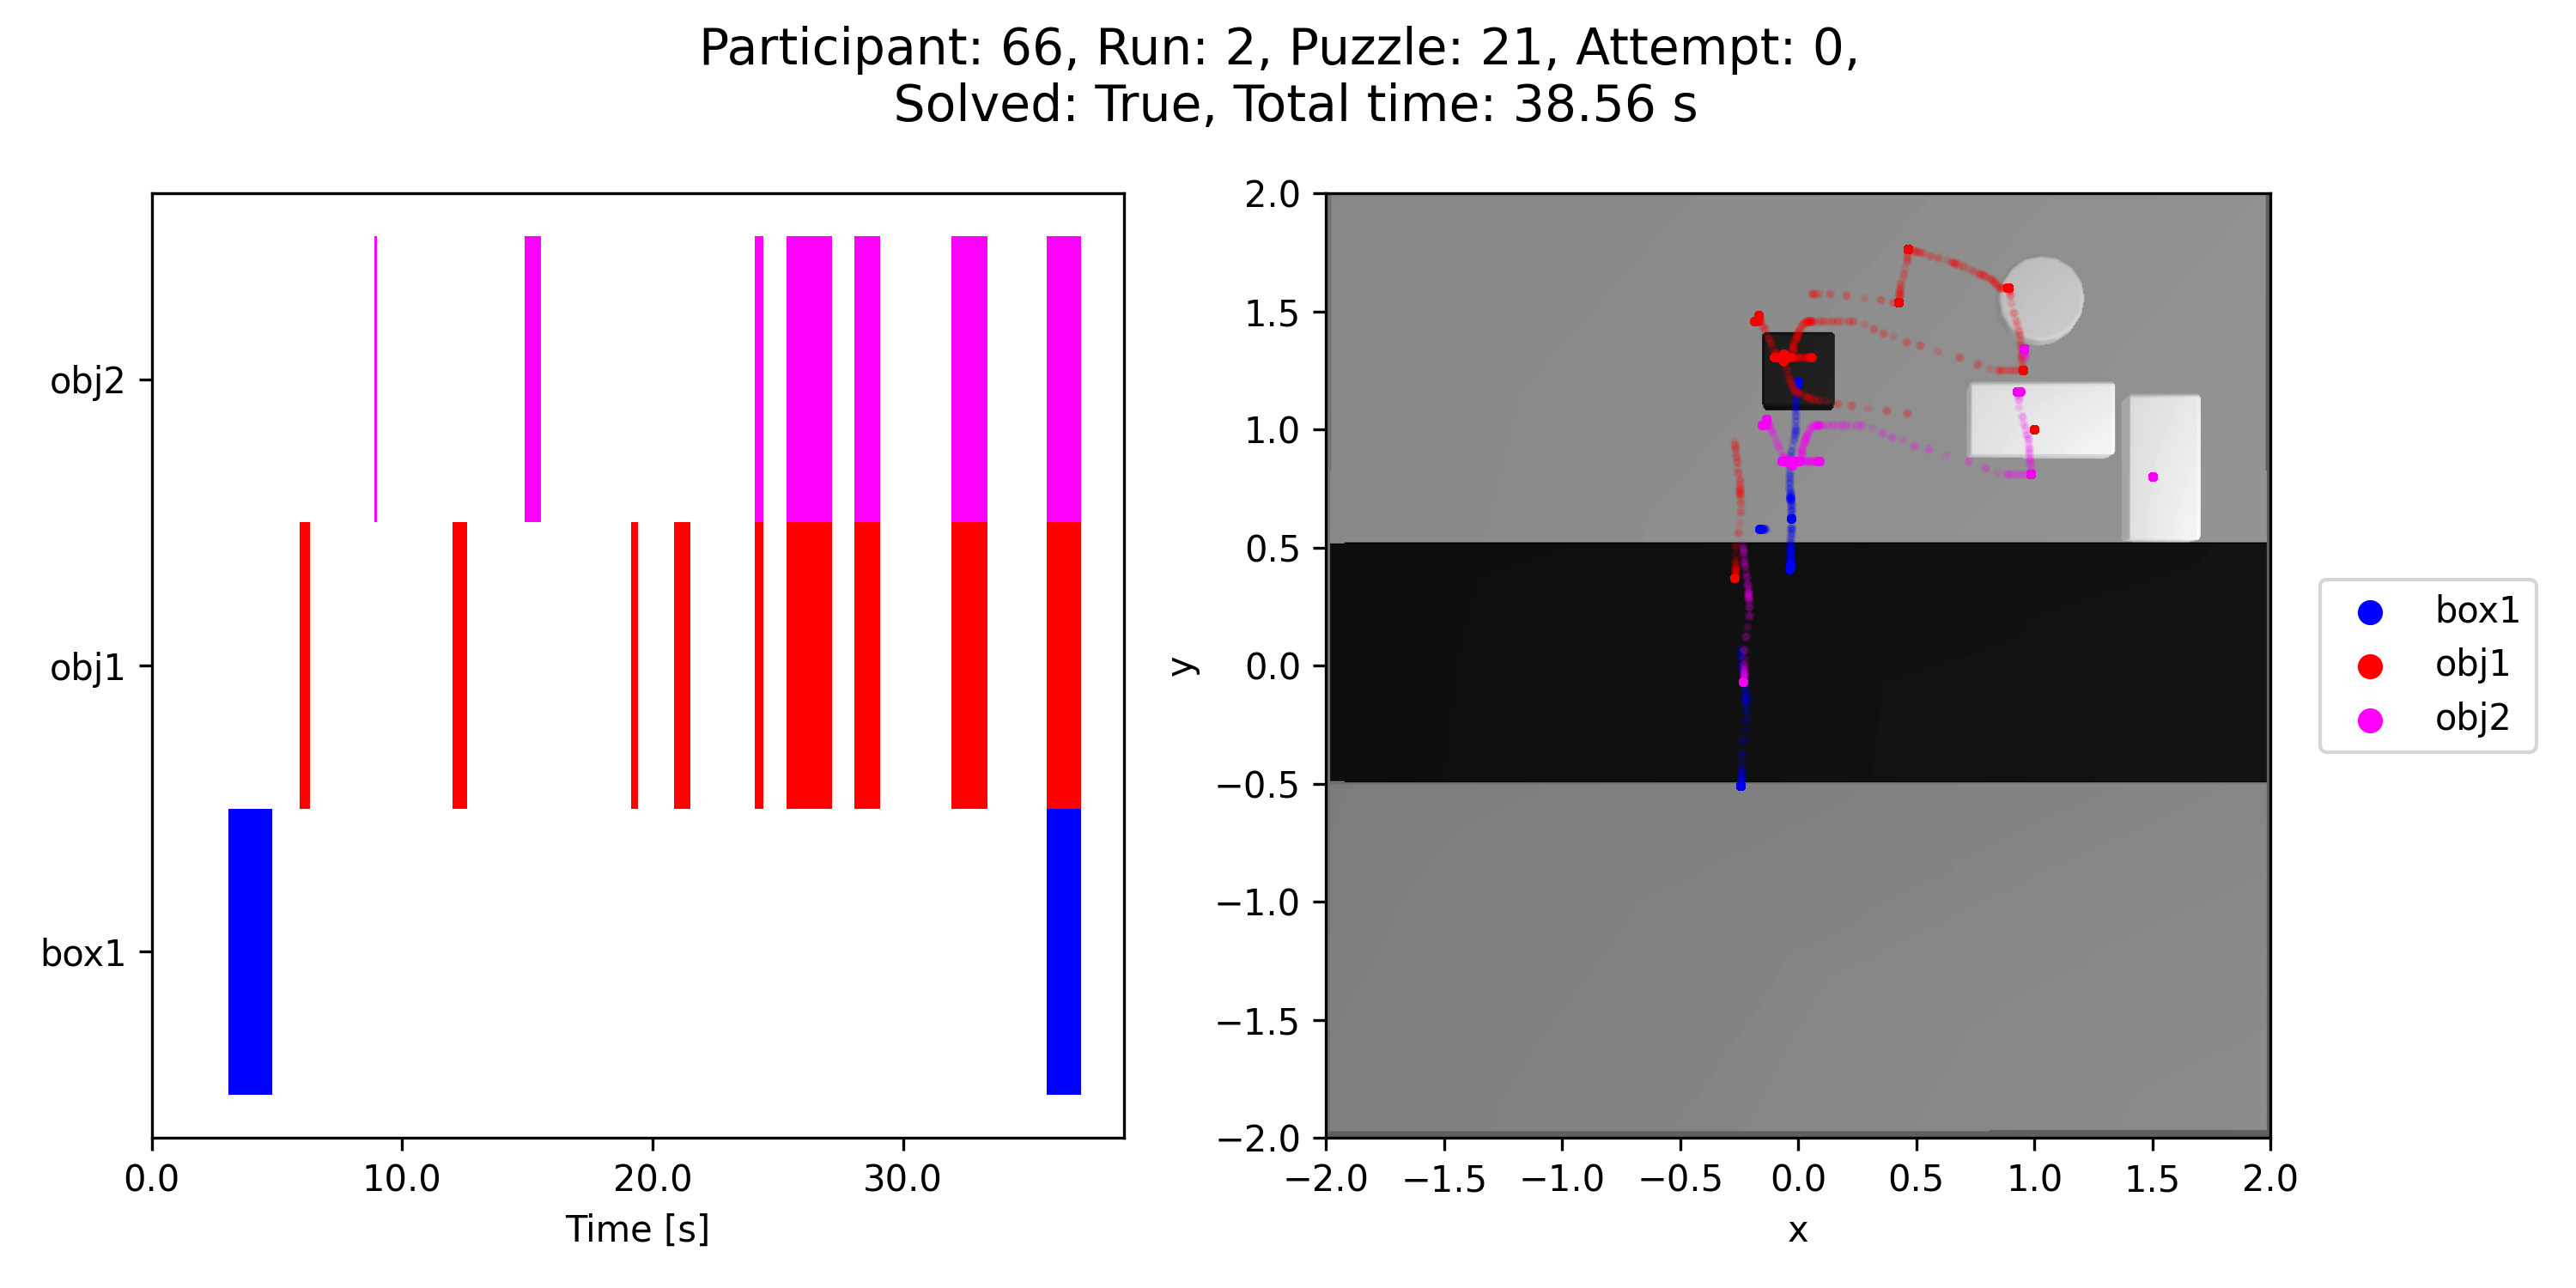 Participant: 66, Run: 2, Puzzle: 21, Attempt: 0,
Solved: True, Total time: 38.56 s
obj2
obj1
box1
0.0 10.0 20.0 30.0
Time [s]
2.0
1.5
1.0
0.5
0.0
−0.5
−1.0
−1.5
−2.0
y
−2.0 −1.5 −1.0 −0.5 0.0 0.5 1.0 1.5 2.0
x
box1
obj1
obj2